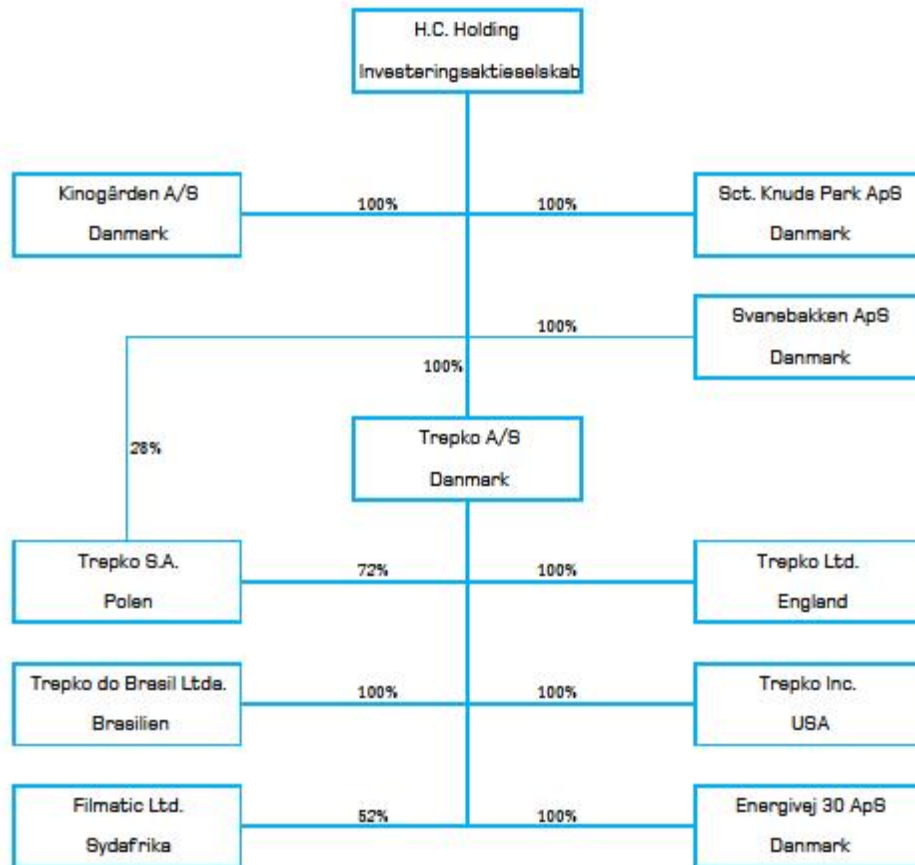 H.C. Holding
Investeringsaktieselskab
Kinogården A/S
Danmark
100%
100%
Sct. Knuds Park ApS
Danmark
100%
Svanebakken ApS
Danmark
100%
28%
Trepko A/S
Danmark
Trepko S.A.
Polen
72%
100%
Trepko Ltd.
England
Trepko do Brasil Ltda.
Brasilien
100%
100%
Trepko Inc.
USA
Filmatic Ltd.
Sydafrika
52%
100%
Energivej 30 ApS
Danmark